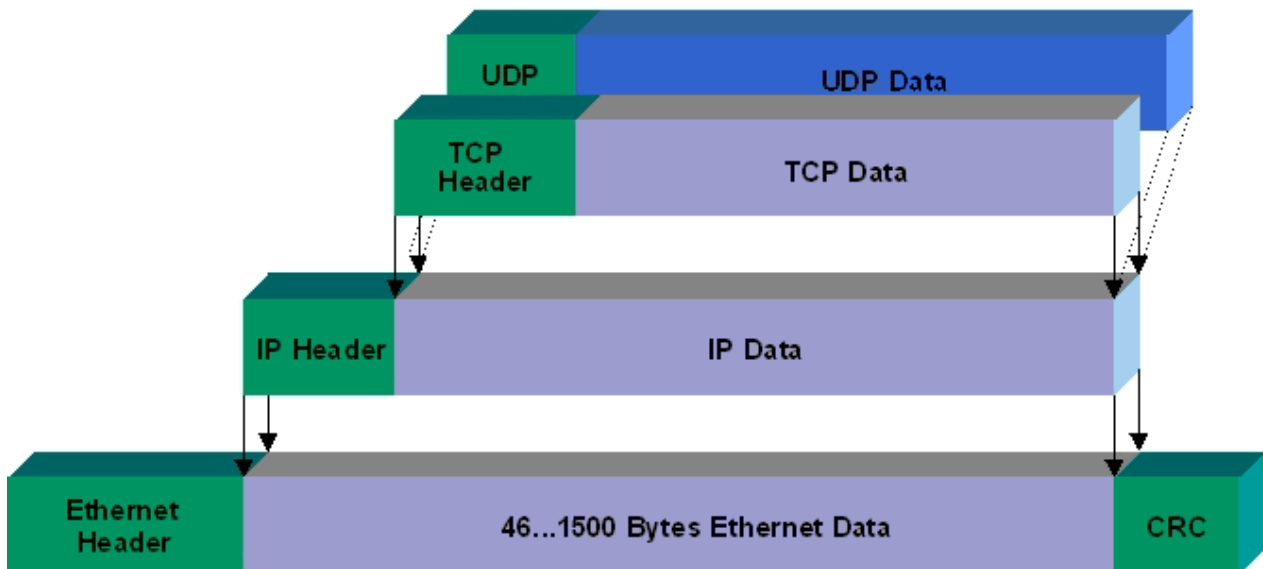 UDP
UDP Data
TCP
Header
TCP Data
IP Header
IP Data
Ethernet
Header
46...1500 Bytes Ethernet Data
CRC